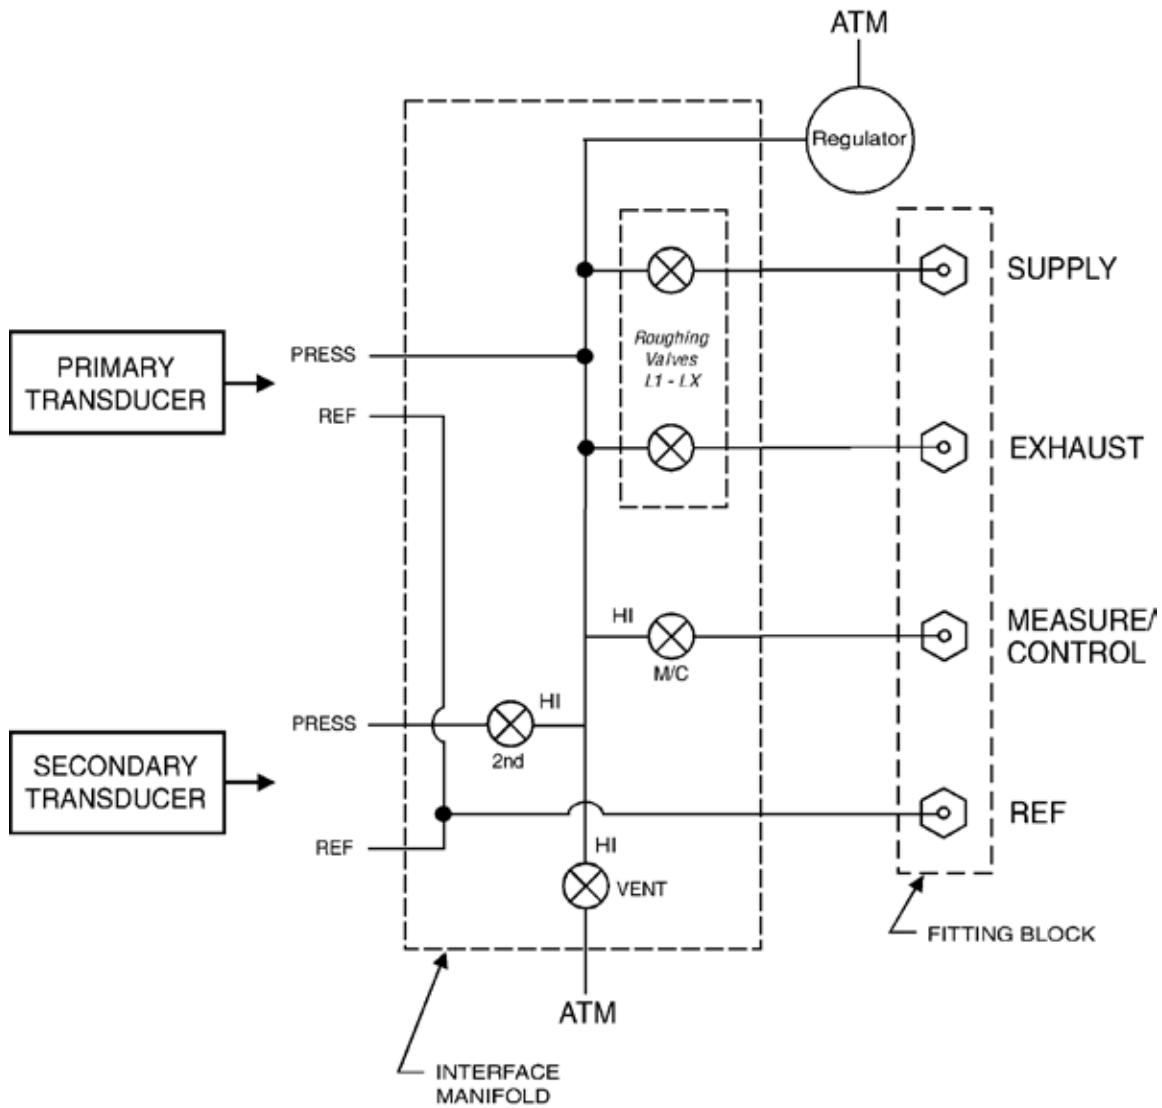 ATM
Regulator
SUPPLY
Roughing
Valves
L1 - LX
PRESS
PRIMARY
TRANSDUCER
REF
EXHAUST
HI
MEASURE/
CONTROL
M/C
HI
PRESS
2nd
SECONDARY
TRANSDUCER
REF
HI
REF
VENT
FITTING BLOCK
ATM
INTERFACE
MANIFOLD